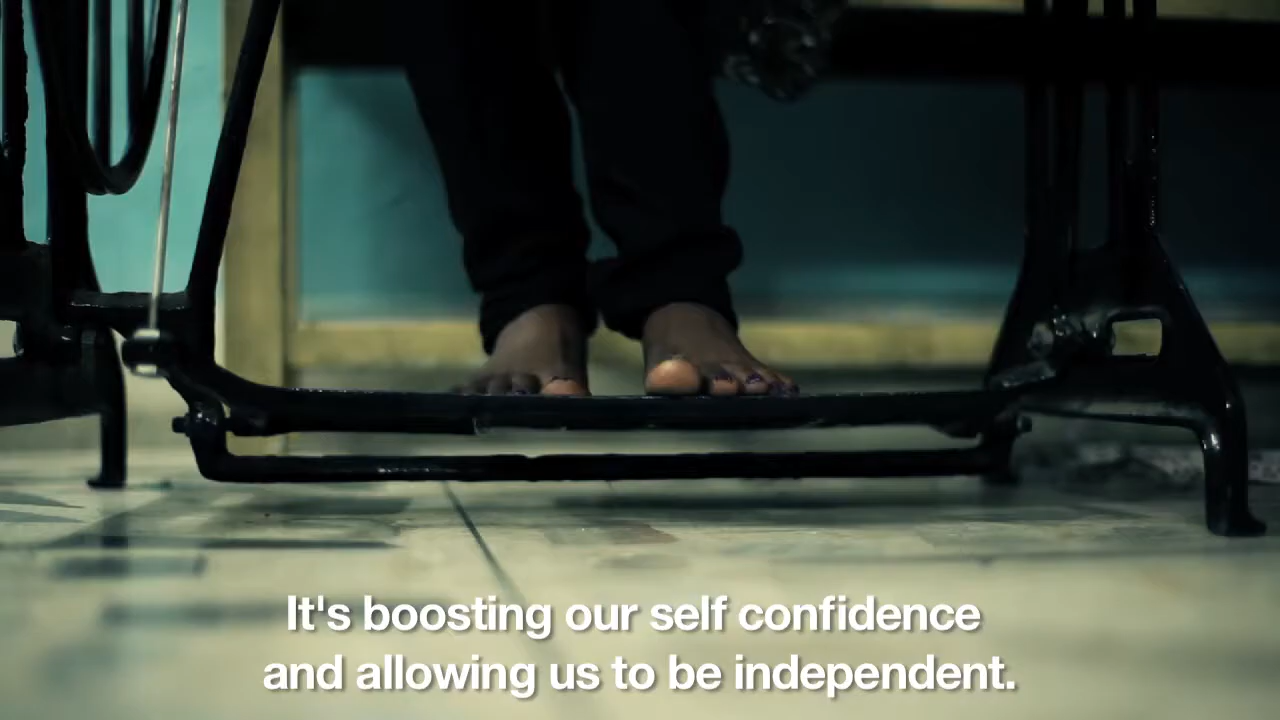 It's boosting our self confidence
and allowing us to be independent.